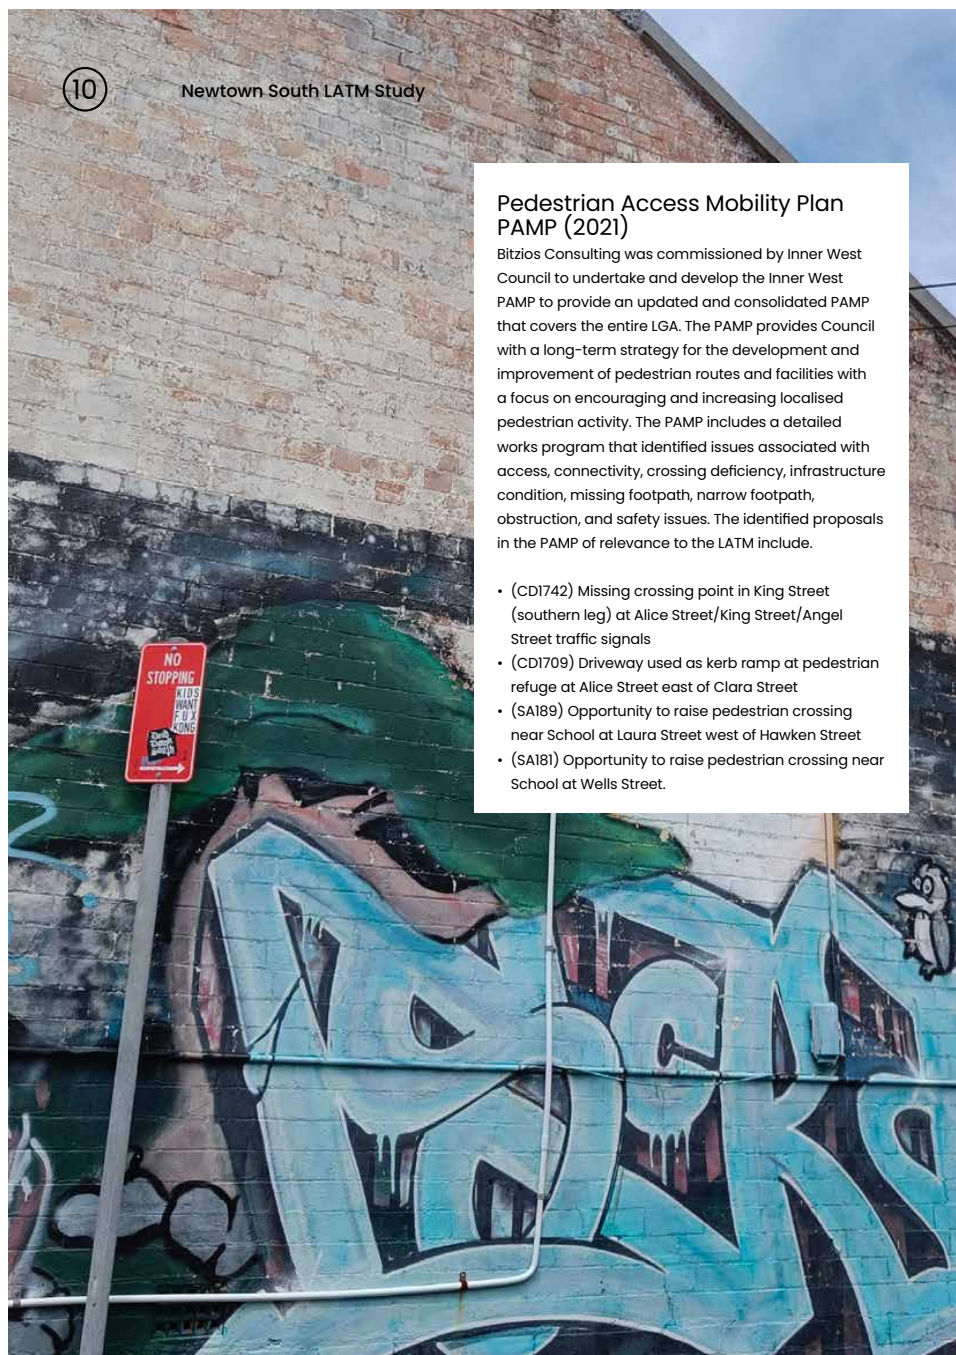 10
Newtown South LATM Study
Pedestrian Access Mobility Plan
PAMP (2021)
Bitzios Consulting was commissioned by Inner West
Council to undertake and develop the Inner West
PAMP to provide an updated and consolidated PAMP
that covers the entire LGA. The PAMP provides Council
with a long-term strategy for the development and
improvement of pedestrian routes and facilities with
a focus on encouraging and increasing localised
pedestrian activity. The PAMP includes a detailed
works program that identified issues associated with
access, connectivity, crossing deficiency, infrastructure
condition, missing footpath, narrow footpath,
obstruction, and safety issues. The identified proposals
in the PAMP of relevance to the LATM include.
• (CD1742) Missing crossing point in King Street
(southern leg) at Alice Street/King Street/Angel
Street traffic signals
• (CD1709) Driveway used as kerb ramp at pedestrian
refuge at Alice Street east of Clara Street
• (SA189) Opportunity to raise pedestrian crossing
near School at Laura Street west of Hawken Street
• (SA181) Opportunity to raise pedestrian crossing near
School at Wells Street.
NO
STOPPING
KIDS
WANT
FUX
KONG